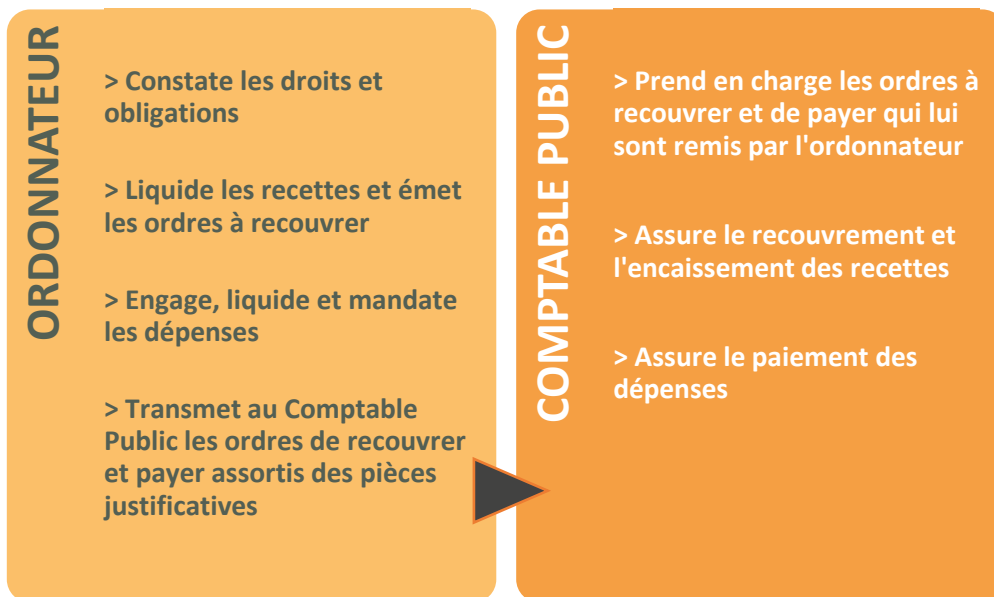 ORDONNATEUR
> Constate les droits et
obligations
> Liquide les recettes et émet
les ordres à recouvrer
> Engage, liquide et mandate
les dépenses
> Transmet au Comptable
Public les ordres de recouvrer
et payer assortis des pièces
justificatives
COMPTABLE PUBLIC
> Prend en charge les ordres à
recouvrer et de payer qui lui
sont remis par l'ordonnateur
> Assure le recouvrement et
l'encaissement des recettes
> Assure le paiement des
dépenses